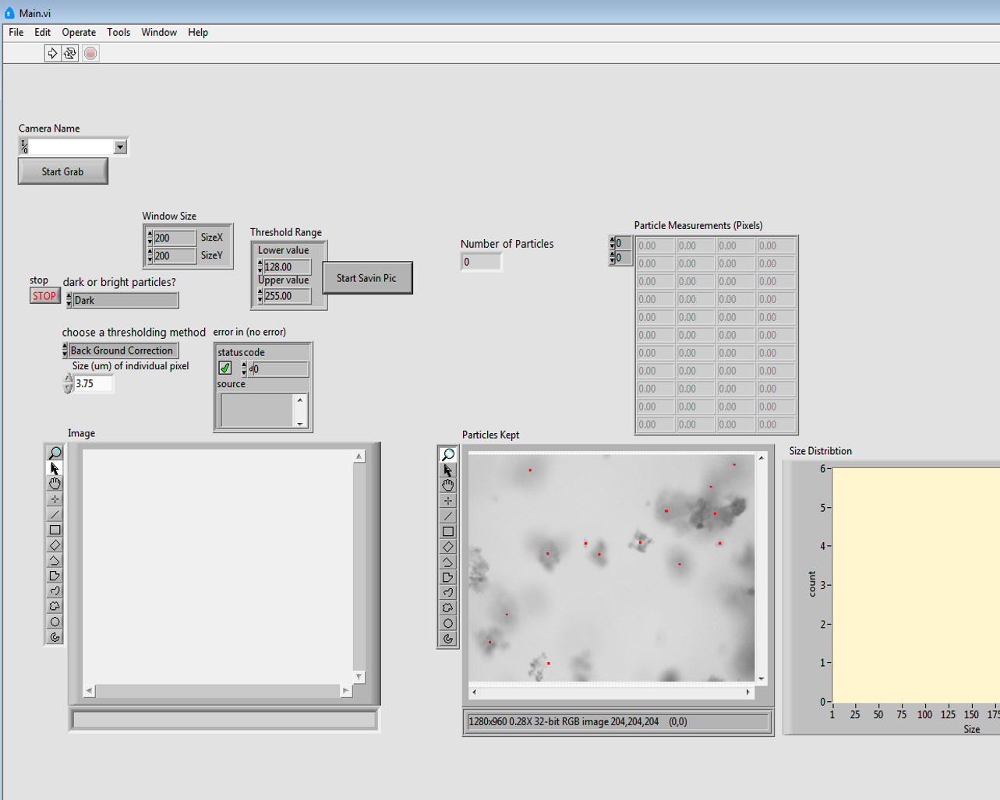 Main.vi
File Edit Operate Tools Window Help
Camera Name
Start Grab
Window Size
200 SizeX
200 SizeY
Threshold Range
Lower value
128.00
Upper value
255.00
Start Savin Pic
stop
STOP
dark or bright particles?
Dark
choose a thresholding method
Back Ground Correction
Size (um) of individual pixel
3.75
error in (no error)
status code
d0
source
Number of Particles
0
Particle Measurements (Pixels)
0
0
0.00 0.00 0.00 0.00
0.00 0.00 0.00 0.00
0.00 0.00 0.00 0.00
0.00 0.00 0.00 0.00
0.00 0.00 0.00 0.00
0.00 0.00 0.00 0.00
0.00 0.00 0.00 0.00
0.00 0.00 0.00 0.00
0.00 0.00 0.00 0.00
0.00 0.00 0.00 0.00
0.00 0.00 0.00 0.00
Image
Particles Kept
1280x960 0.28X 32-bit RGB image 204,204,204 (0,0)
Size Distribtion
6
5
4
3
2
1
0
count
1 25 50 75 100 125 150 175
Size